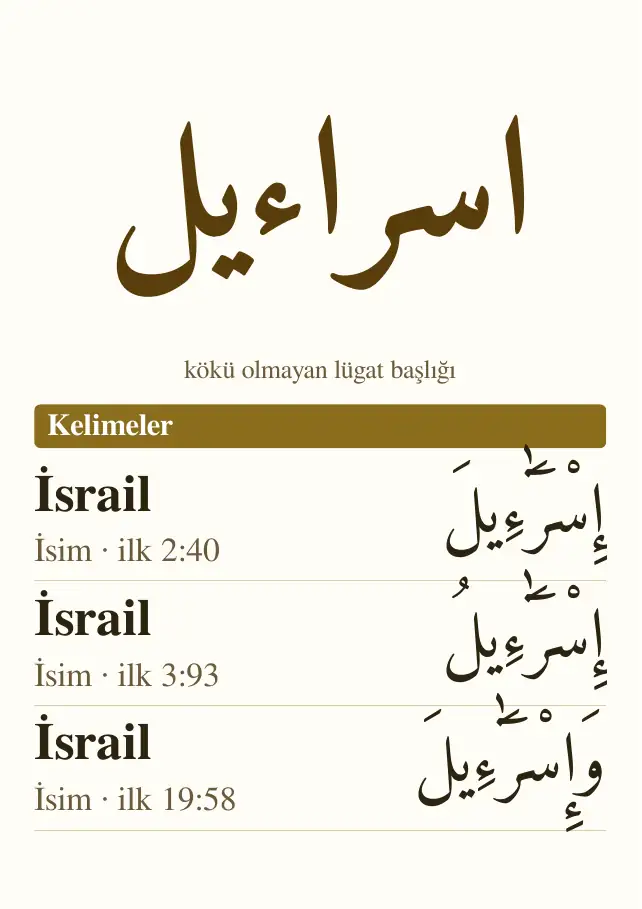 اسراءيل
kökü olmayan lügat başlığı
Kelimeler
İsrail
إِسْرَٰٓءِيلَ
İsim · ilk 2:40
İsrail
إِسْرَٰٓءِيلُ
İsim · ilk 3:93
İsrail
وَإِسْرَٰٓءِيلَ
İsim · ilk 19:58